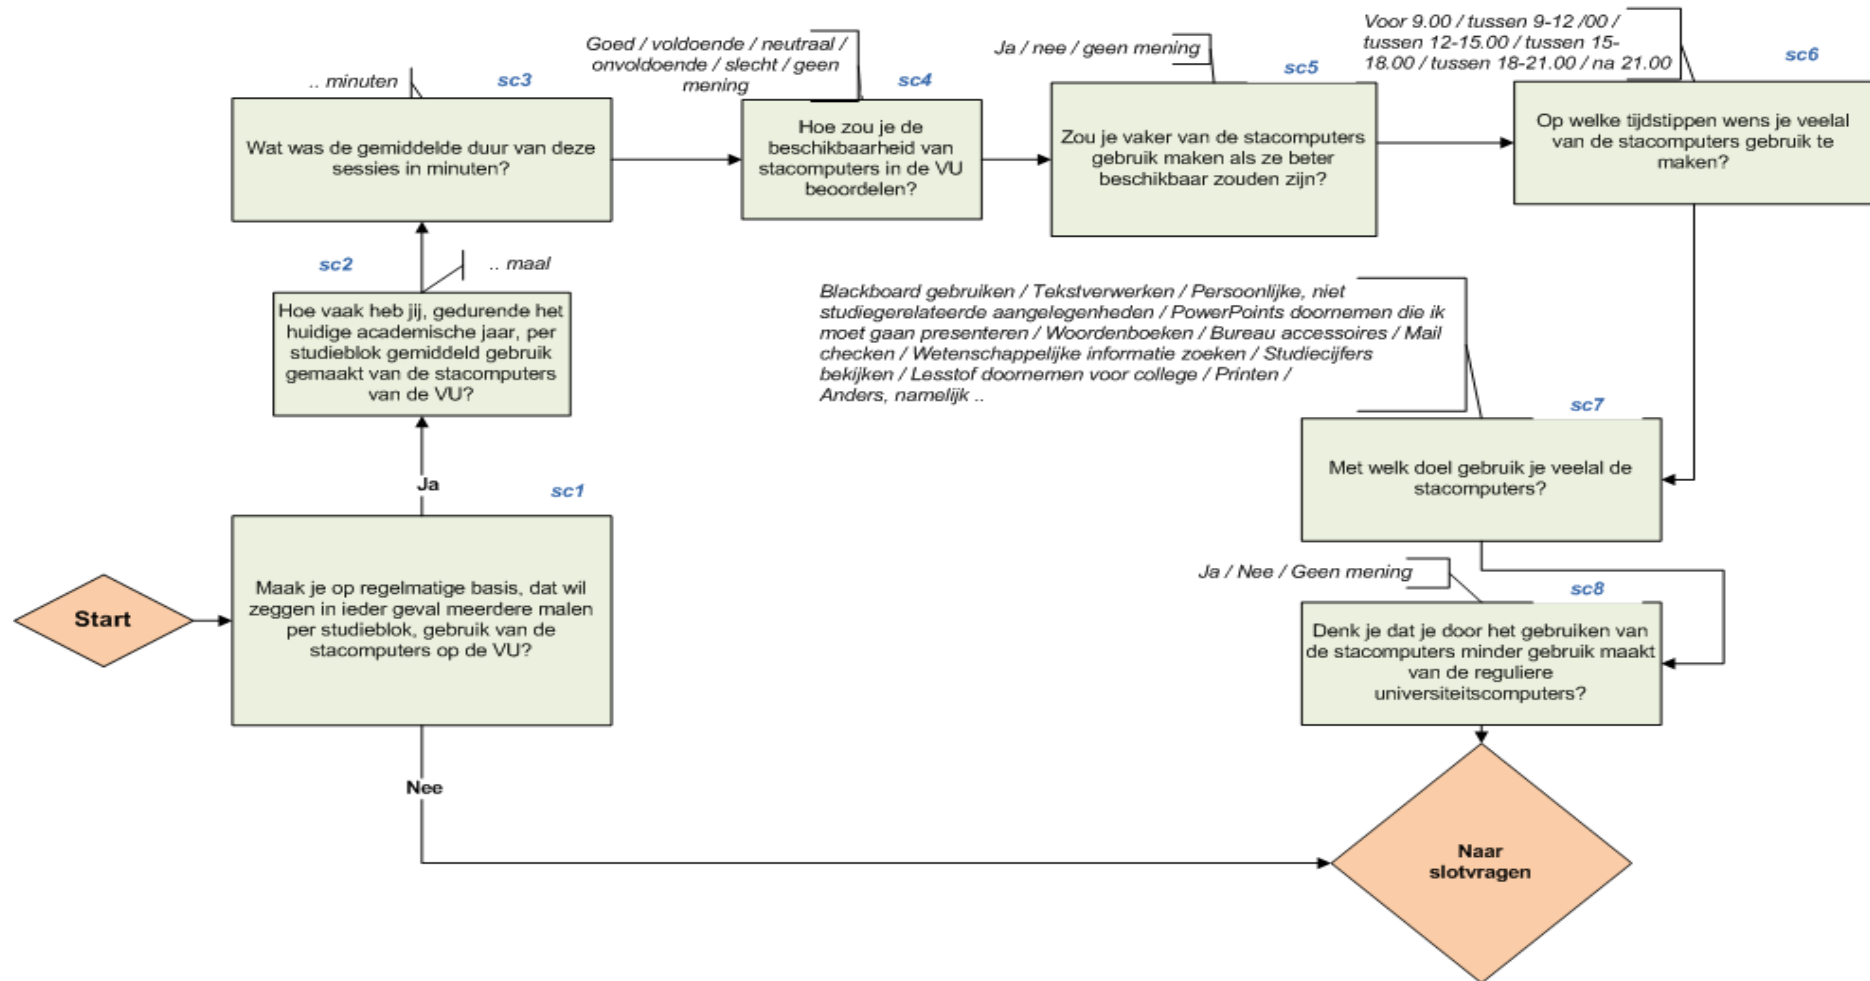 Start
sc1
Maak je op regelmatige basis, dat wil
zeggen in ieder geval meerdere malen
per studieblok, gebruik van de
stacomputers op de VU?
Ja
Nee
sc2
.. maal
Hoe vaak heb jij, gedurende het
huidige academische jaar, per
studieblok gemiddeld gebruik
gemaakt van de stacomputers
van de VU?
.. minuten
sc3
Wat was de gemiddelde duur van deze
sessies in minuten?
Goed / voldoende / neutraal /
onvoldoende / slecht / geen
mening
sc4
Hoe zou je de
beschikbaarheid van
stacomputers in de VU
beoordelen?
Ja / nee / geen mening
sc5
Zou je vaker van de stacomputers
gebruik maken als ze beter
beschikbaar zouden zijn?
Voor 9.00 / tussen 9-12 /00 /
tussen 12-15.00 / tussen 15-
18.00 / tussen 18-21.00 / na 21.00
sc6
Op welke tijdstippen wens je veelal
van de stacomputers gebruik te
maken?
Blackboard gebruiken / Tekstverwerken / Persoonlijke, niet
studiegerelateerde aangelegenheden / PowerPoints doornemen die ik
moet gaan presenteren / Woordenboeken / Bureau accessoires / Mail
checken / Wetenschappelijke informatie zoeken / Studiecijfers
bekijken / Lesstof doornemen voor college / Printen /
Anders, namelijk ..
sc7
Met welk doel gebruik je veelal de
stacomputers?
Ja / Nee / Geen mening
sc8
Denk je dat je door het gebruiken van
de stacomputers minder gebruik maakt
van de reguliere
universiteitscomputers?
Naar
slotvragen